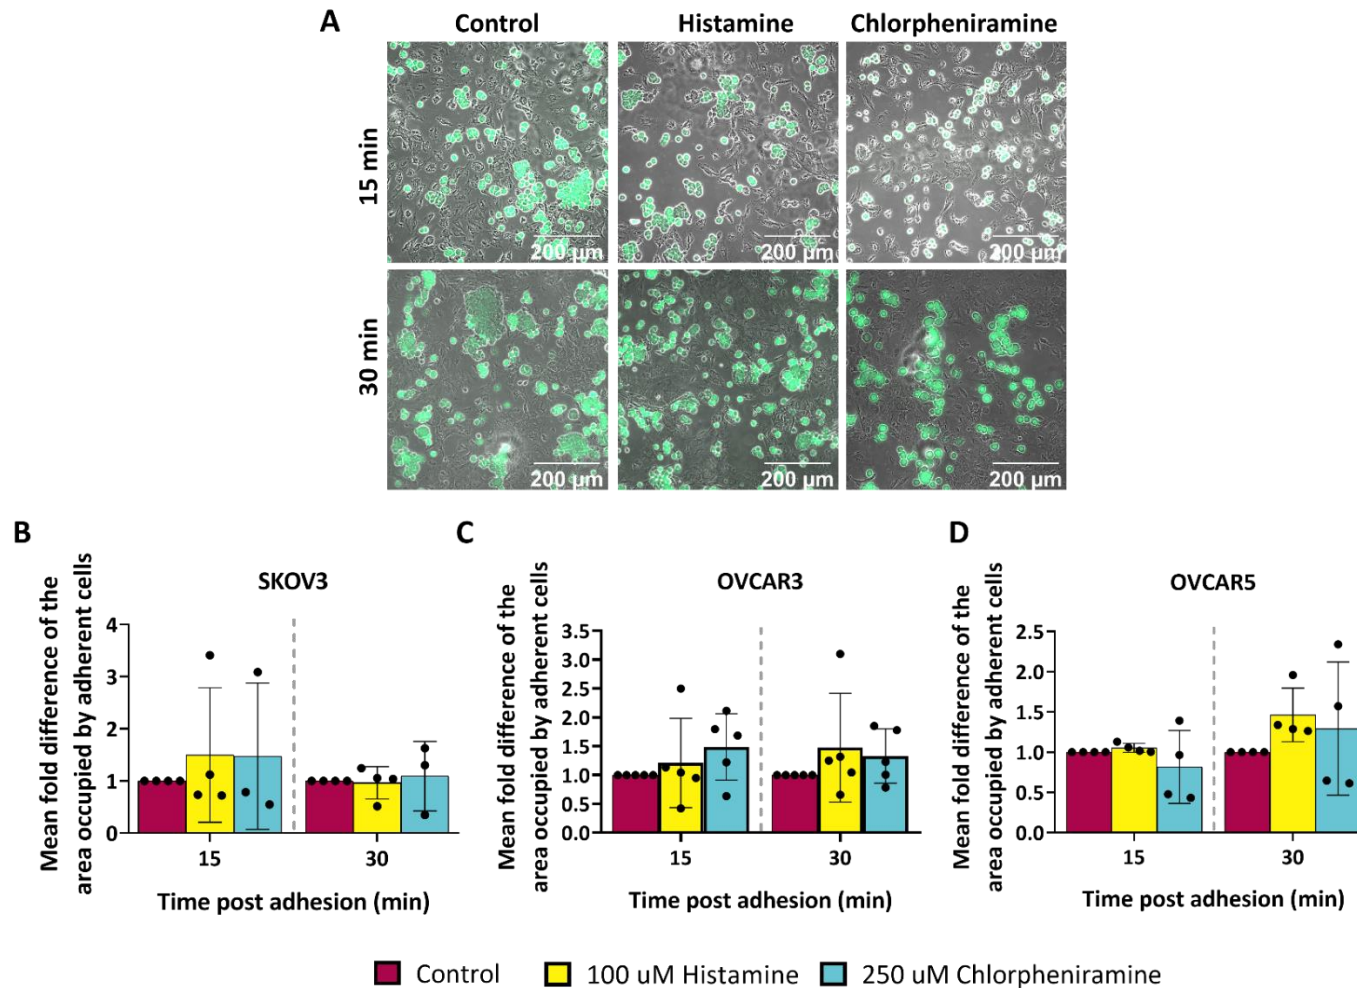 A
Control
Histamine
Chlorpheniramine
15 min
200 µm
200 µm
200 µm
30 min
200 µm
200 µm
200 µm
B
Mean fold difference of the
area occupied by adherent cells
SKOV3
4
3
2
1
0
15
30
Time post adhesion (min)
C
Mean fold difference of the
area occupied by adherent cells
OVCAR3
3.5
3.0
2.5
2.0
1.5
1.0
0.5
0.0
15
30
Time post adhesion (min)
D
Mean fold difference of the
area occupied by adherent cells
OVCAR5
2.5
2.0
1.5
1.0
0.5
0.0
15
30
Time post adhesion (min)
Control
100 uM Histamine
250 uM Chlorpheniramine